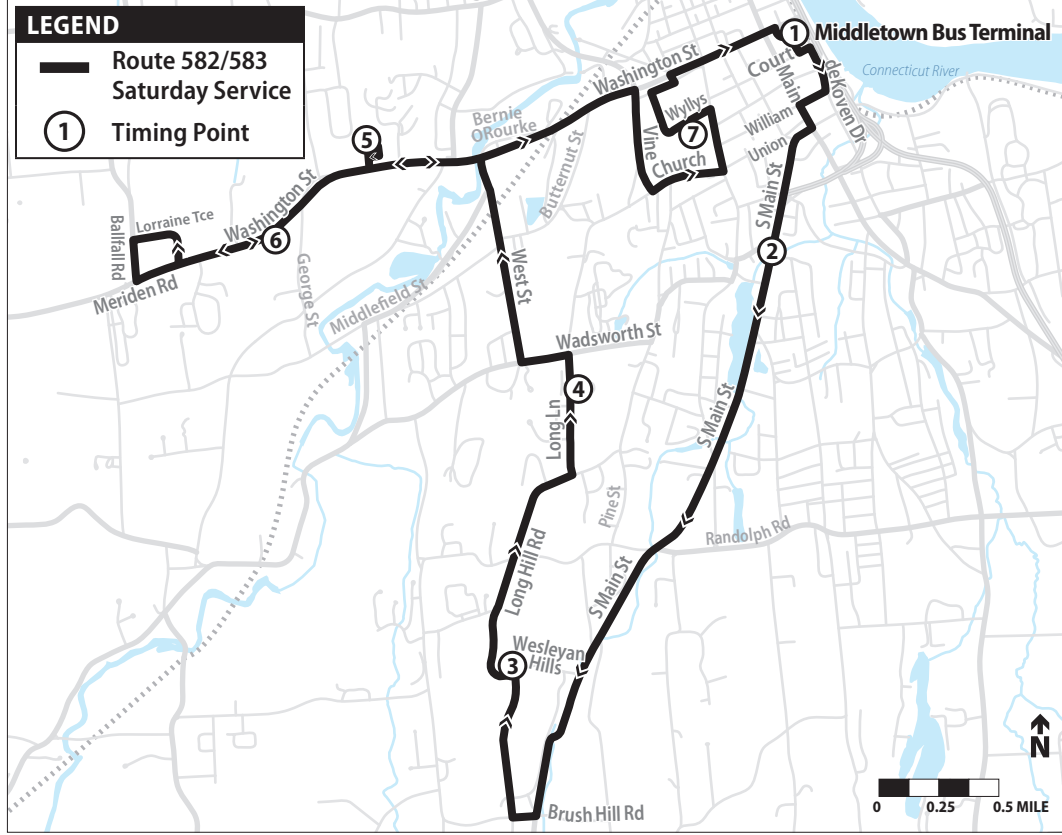 LEGEND
Route 582/583
Saturday Service
1 Timing Point
1 Middletown Bus Terminal
Court
Main
deKoven Dr
Connecticut River
Washington St
Wyllys
7
William
Union
Bernie
ORourke
Vine
Church
Butternut St
5
S Main St
2
Washington St
6
Lorraine Tce
Ballfall Rd
Meriden Rd
George St
Middlefield St
West St
Wadsworth St
4
Long Ln
S Main St
Pine St
Randolph Rd
Long Hill Rd
S Main St
Wesleyan
Hills
3
Brush Hill Rd
N
0 0.25 0.5 MILE